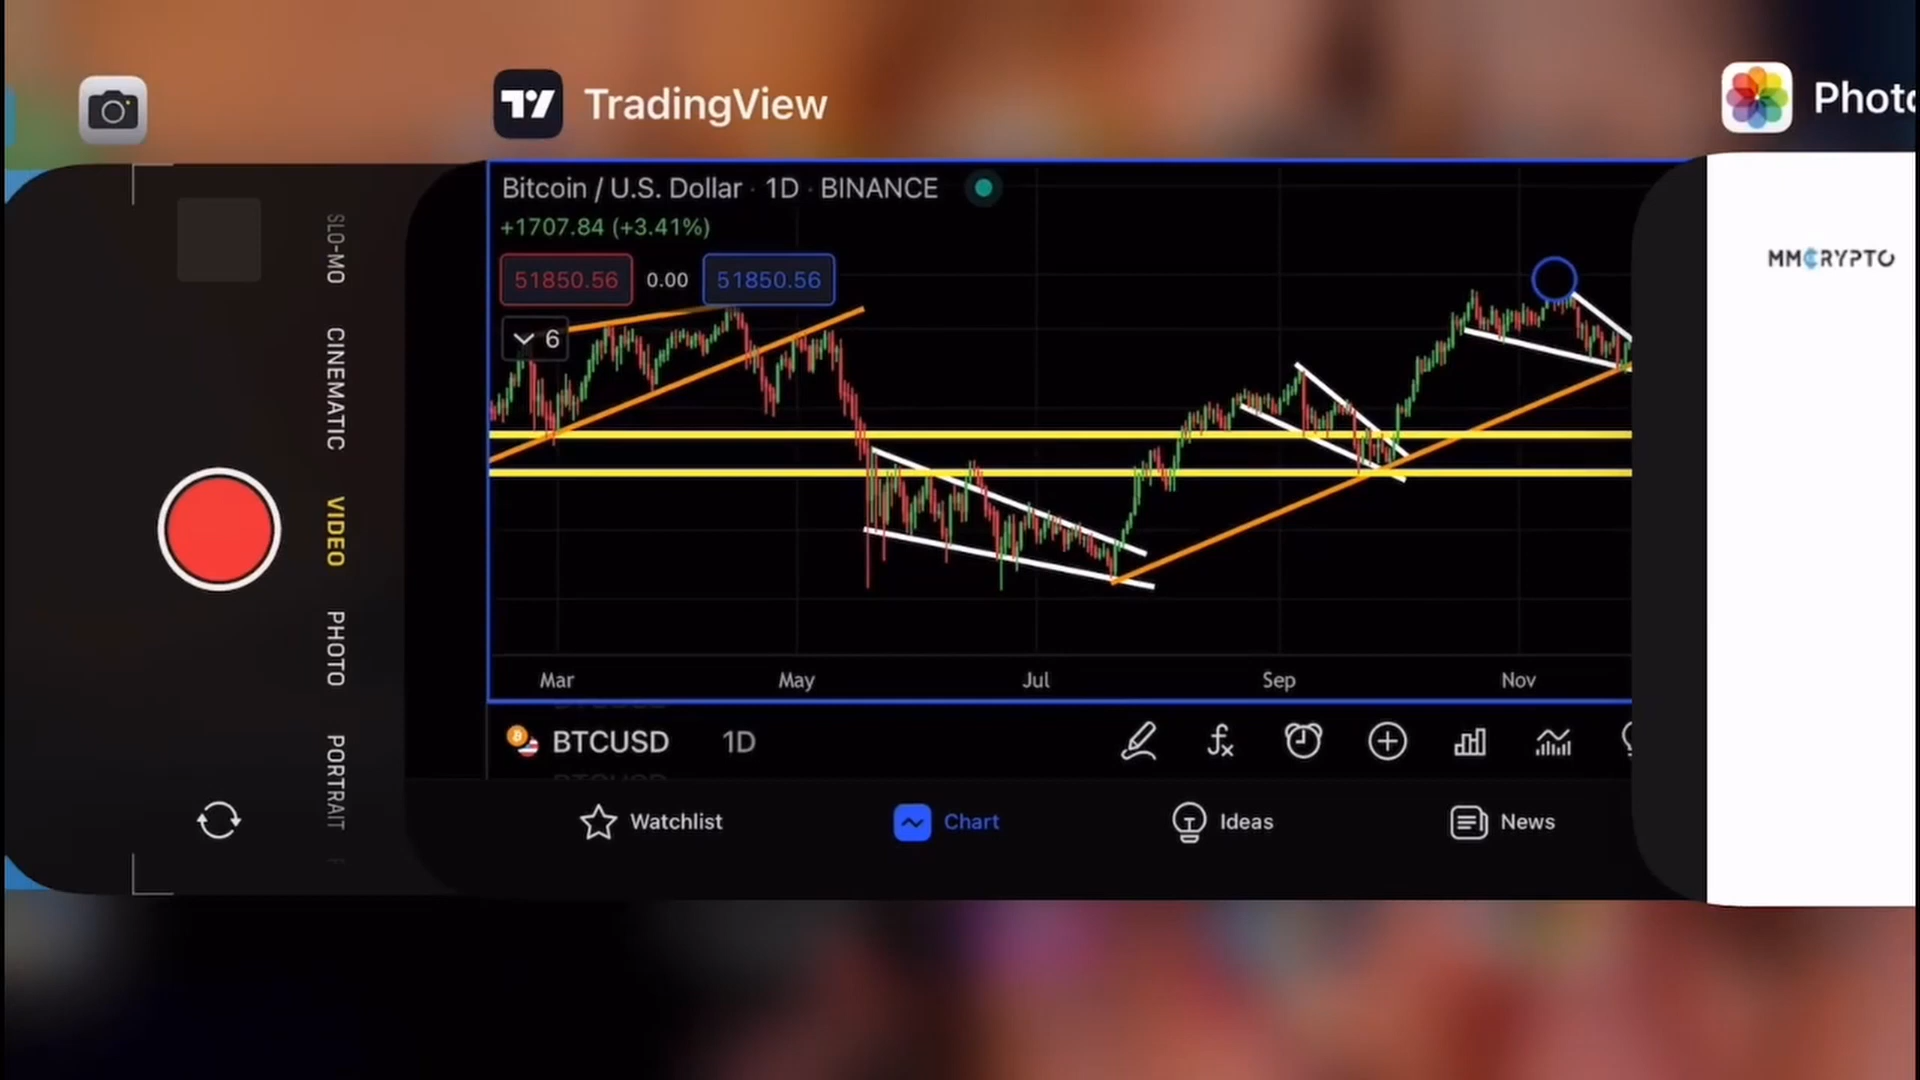 TradingView
Photo
Bitcoin / U.S. Dollar · 1D · BINANCE
+1707.84 (+3.41%)
51850.56 0.00 51850.56
6
SLO-MO
CINEMATIC
VIDEO
PHOTO
PORTRAIT
MMCRYPTO
Mar May Jul Sep Nov
BTCUSD 1D
Watchlist Chart Ideas News